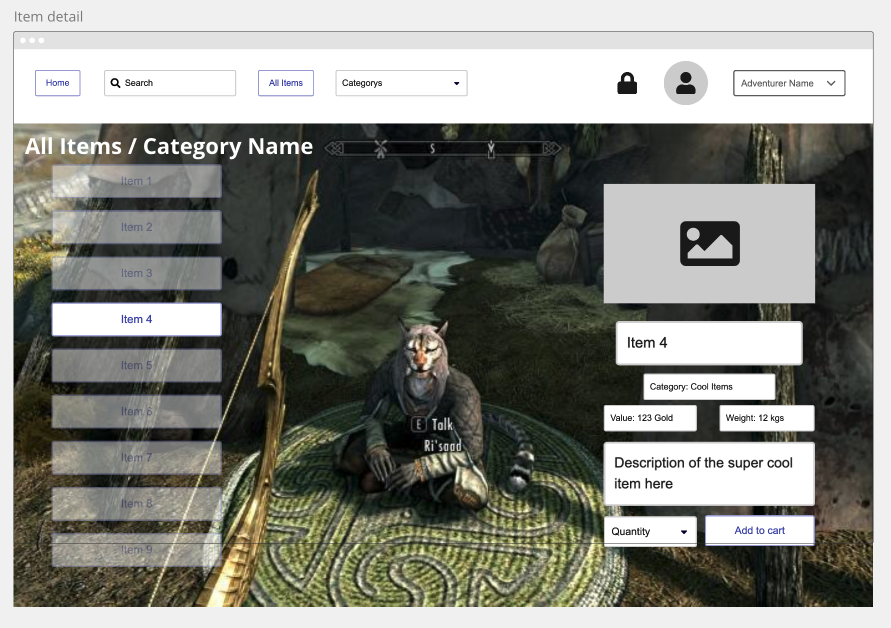 Item detail
Home
Search
All Items
Categorys
Adventurer Name
All Items / Category Name
S
Item 1
Item 2
Item 3
Item 4
Item 5
Item 6
Item 7
Item 8
Item 9
E Talk
Ri'saad
Item 4
Category: Cool Items
Value: 123 Gold
Weight: 12 kgs
Description of the super cool
item here
Quantity
Add to cart